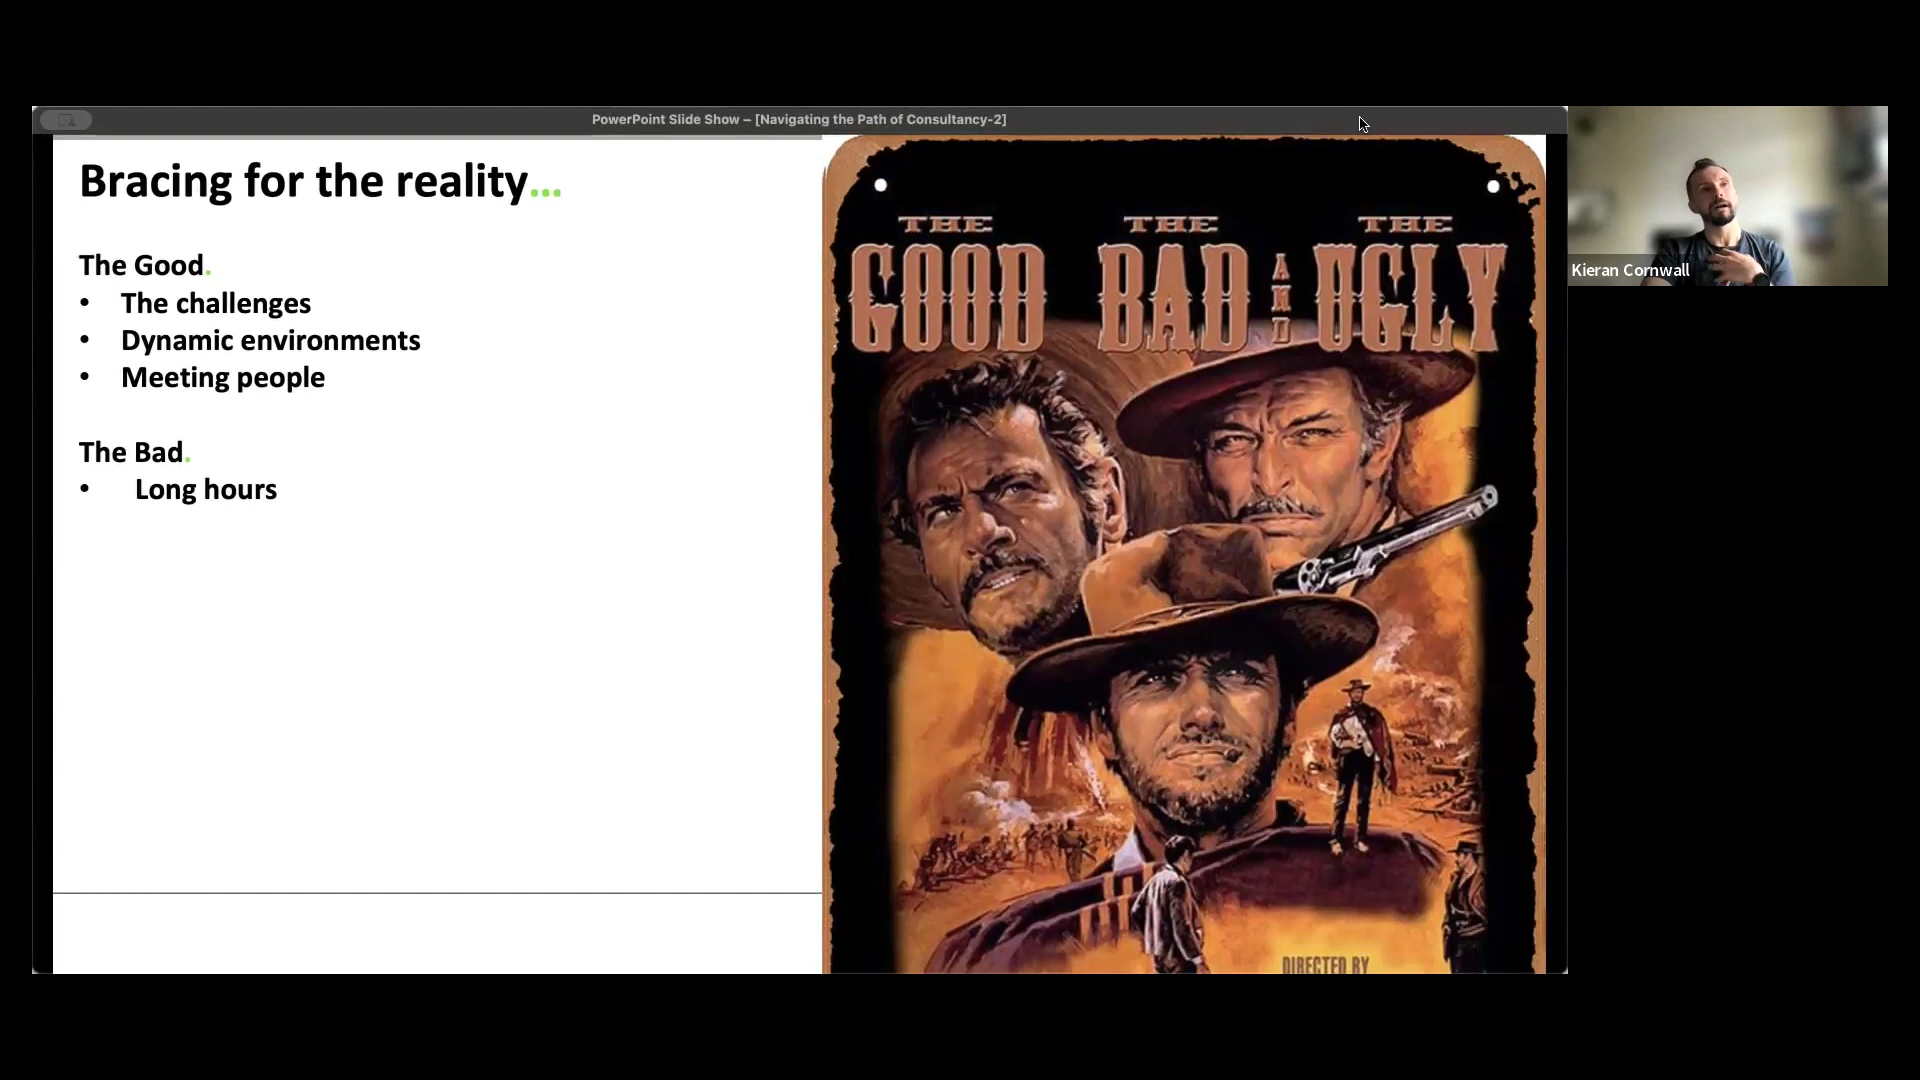 PowerPoint Slide Show – [Navigating the Path of Consultancy-2]
Bracing for the reality...
The Good.
• The challenges
• Dynamic environments
• Meeting people
The Bad.
• Long hours
THE THE THE
GOOD BAD AND UGLY
DIRECTED BY
Kieran Cornwall